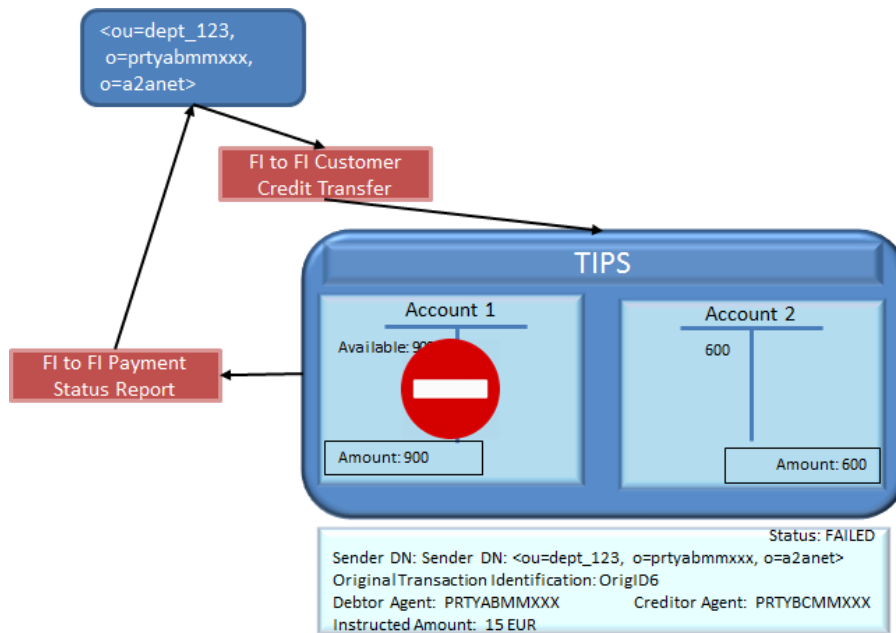 <ou=dept_123,
o=prtyabmmxxx,
o=a2anet>
FI to FI Customer
Credit Transfer
TIPS
Account 1
Account 2
Available: 900
600
FI to FI Payment
Status Report
Amount: 900
Amount: 600
Status: FAILED
Sender DN: Sender DN: <ou=dept_123, o=prtyabmmxxx, o=a2anet>
Original Transaction Identification: OrigID6
Debtor Agent: PRTYABMMXXX Creditor Agent: PRTYBCMMXXX
Instructed Amount: 15 EUR